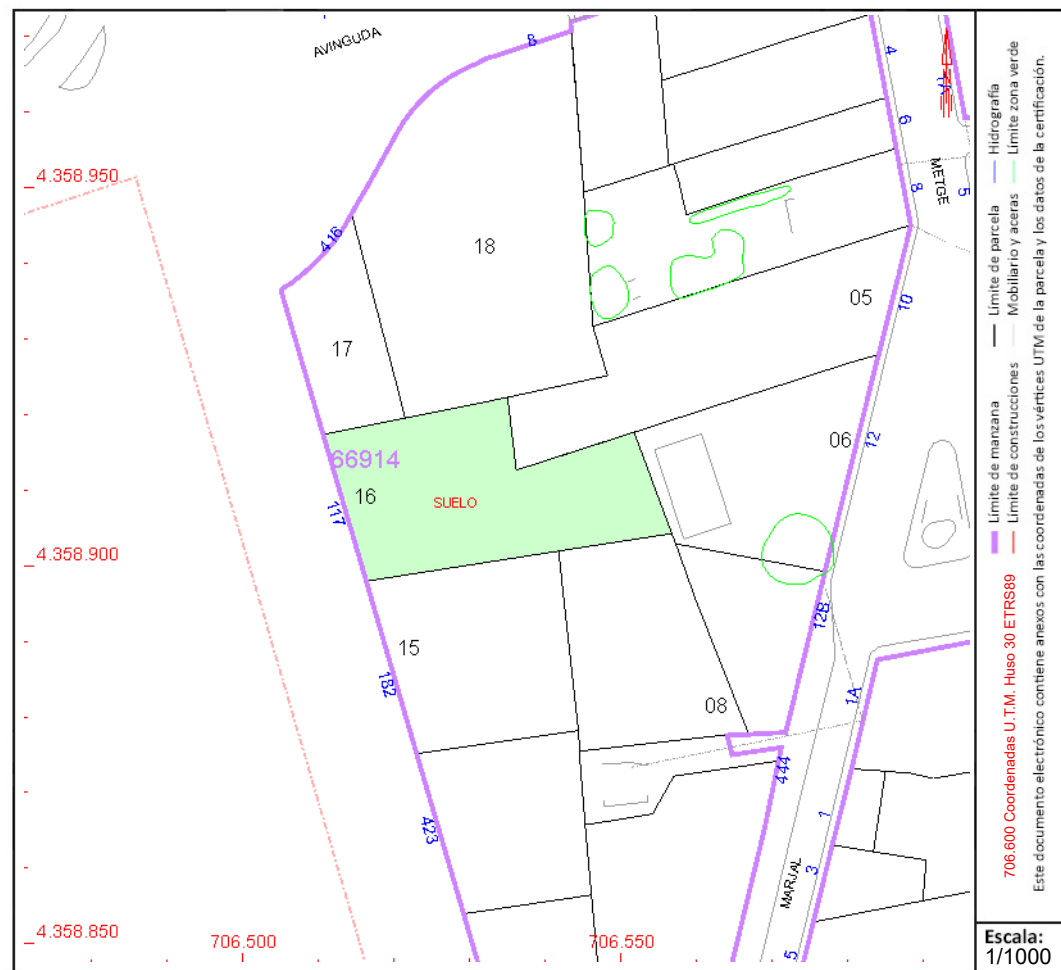 AVINGUDA
8
4
7A
6
4.358.950
METGE
8
5
416
18
05
10
17
66914
16
SUELO
06
12
117
4.358.900
15
12B
182
1A
08
444
423
1
MARJAL
3
4.358.850
706.500
706.550
5
Límite de manzana
Límite de parcela
Hidrografía
Límite de construcciones
Mobiliario y aceras
Límite zona verde
706.600 Coordenadas U.T.M. Huso 30 ETRS89
Este documento electrónico contiene anexos con las coordenadas de los vértices UTM de la parcela y los datos de la certificación.
Escala:
1/1000